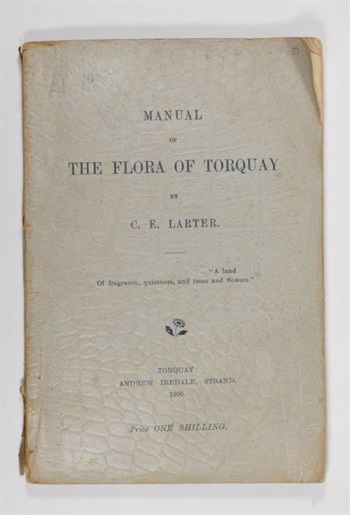 MANUAL
OF
THE FLORA OF TORQUAY
BY
C. E. LARTER.
"A land
Of fragrance, quietness, and trees and flowers."
TORQUAY:
ANDREW IREDALE, STRAND.
1900.
Price ONE SHILLING.